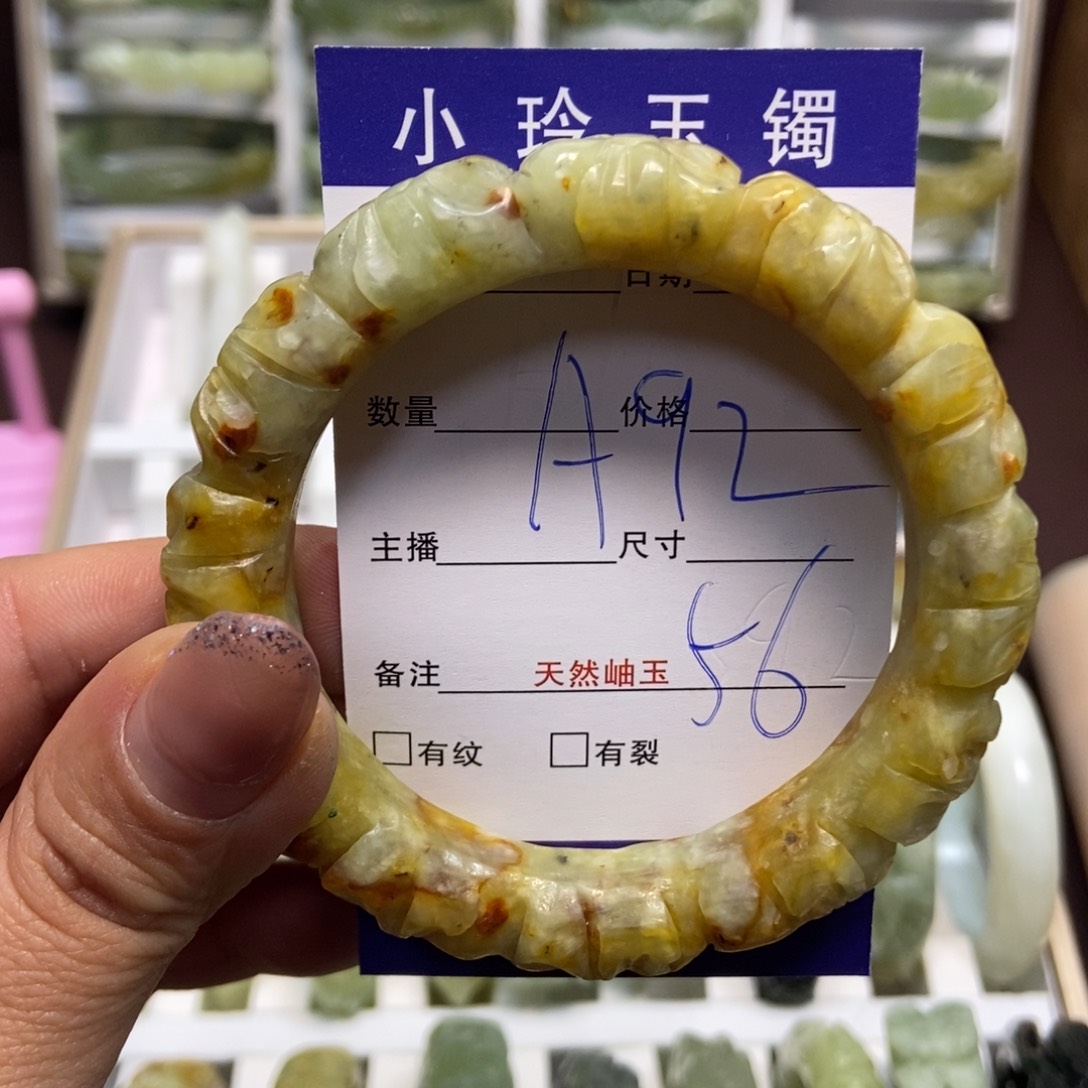 小玲玉镯
日期
数量 价格
A92
主播 尺寸
56
备注 天然岫玉
□有纹 □有裂